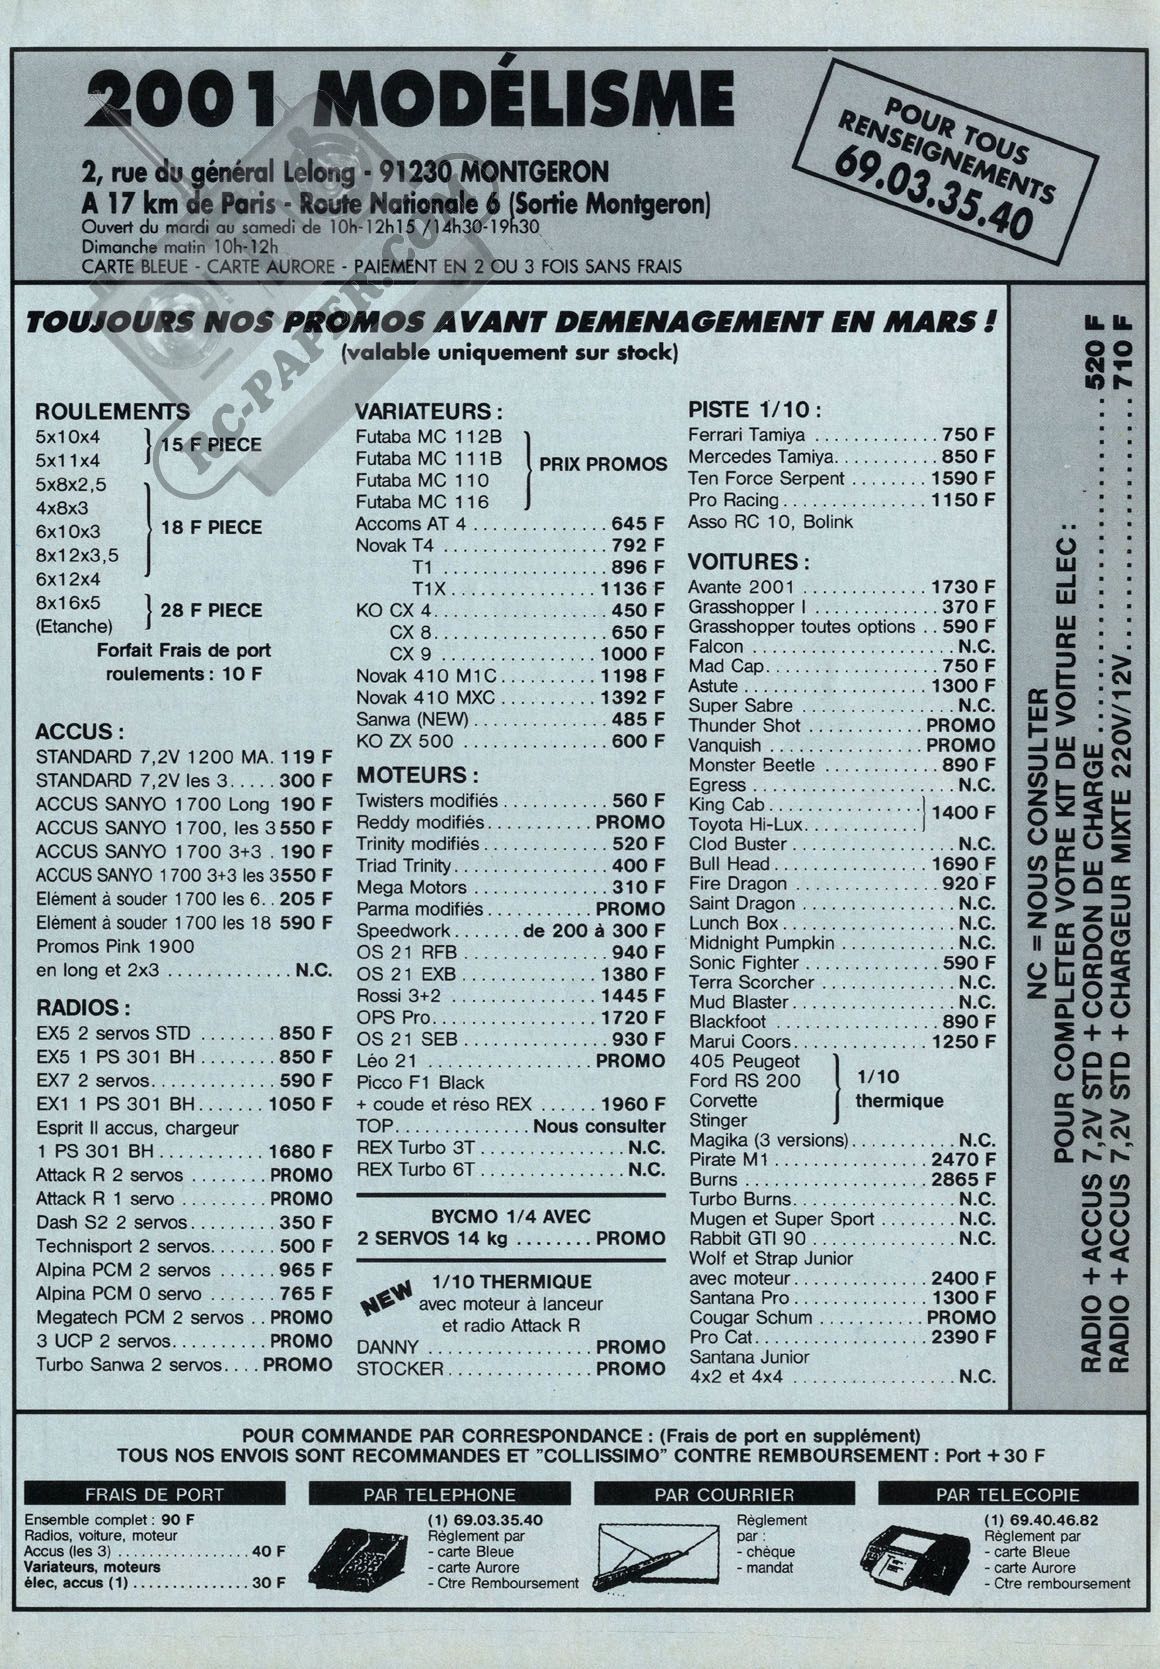 2001 MODÉLISME
2, rue du général Lelong - 91230 MONTGERON
A 17 km de Paris - Route Nationale 6 (Sortie Montgeron)
Ouvert du mardi au samedi de 10h-12h15 /14h30-19h30
Dimanche matin 10h-12h
CARTE BLEUE - CARTE AURORE - PAIEMENT EN 2 OU 3 FOIS SANS FRAIS
POUR TOUS
RENSEIGNEMENTS
69.03.35.40
RC-PAPER.COM
TOUJOURS NOS PROMOS AVANT DEMENAGEMENT EN MARS !
(valable uniquement sur stock)
ROULEMENTS
5x10x4
5x11x4
15 F PIECE
5x8x2,5
4x8x3
6x10x3
8x12x3,5
6x12x4
18 F PIECE
8x16x5
(Etanche)
28 F PIECE
Forfait Frais de port
roulements : 10 F
ACCUS :
STANDARD 7,2V 1200 MA. 119 F
STANDARD 7,2V les 3..... 300 F
ACCUS SANYO 1700 Long 190 F
ACCUS SANYO 1700, les 3 550 F
ACCUS SANYO 1700 3+3 . 190 F
ACCUS SANYO 1700 3+3 les 3 550 F
Elément à souder 1700 les 6.. 205 F
Elément à souder 1700 les 18 590 F
Promos Pink 1900
en long et 2x3 ............ N.C.
RADIOS :
EX5 2 servos STD ....... 850 F
EX5 1 PS 301 BH ....... 850 F
EX7 2 servos........... 590 F
EX1 1 PS 301 BH...... 1050 F
Esprit II accus, chargeur
1 PS 301 BH ........... 1680 F
Attack R 2 servos ....... PROMO
Attack R 1 servo ........ PROMO
Dash S2 2 servos........ 350 F
Technisport 2 servos..... 500 F
Alpina PCM 2 servos ..... 965 F
Alpina PCM 0 servo ...... 765 F
Megatech PCM 2 servos .. PROMO
3 UCP 2 servos.......... PROMO
Turbo Sanwa 2 servos.... PROMO
VARIATEURS :
Futaba MC 112B
Futaba MC 111B
Futaba MC 110
Futaba MC 116
PRIX PROMOS
Accoms AT 4 ............. 645 F
Novak T4 ............... 792 F
T1 ............... 896 F
T1X.............. 1136 F
KO CX 4 ............... 450 F
CX 8.................. 650 F
CX 9 ................ 1000 F
Novak 410 M1C........ 1198 F
Novak 410 MXC........ 1392 F
Sanwa (NEW)............ 485 F
KO ZX 500 ............. 600 F
MOTEURS :
Twisters modifiés ......... 560 F
Reddy modifiés.......... PROMO
Trinity modifiés ......... 520 F
Triad Trinity............. 400 F
Mega Motors ............. 310 F
Parma modifiés .......... PROMO
Speedwork....... de 200 à 300 F
OS 21 RFB .............. 940 F
OS 21 EXB ............. 1380 F
Rossi 3+2 ............. 1445 F
OPS Pro............... 1720 F
OS 21 SEB .............. 930 F
Léo 21 ................. PROMO
Picco F1 Black
+ coude et réso REX ...... 1960 F
TOP............. Nous consulter
REX Turbo 3T............. N.C.
REX Turbo 6T............. N.C.
BYCMO 1/4 AVEC
2 SERVOS 14 kg ........ PROMO
NEW
1/10 THERMIQUE
avec moteur à lanceur
et radio Attack R
DANNY ................. PROMO
STOCKER............... PROMO
PISTE 1/10 :
Ferrari Tamiya ............. 750 F
Mercedes Tamiya........... 850 F
Ten Force Serpent ........ 1590 F
Pro Racing............... 1150 F
Asso RC 10, Bolink
VOITURES :
Avante 2001 ............. 1730 F
Grasshopper I ............. 370 F
Grasshopper toutes options .. 590 F
Falcon .................... N.C.
Mad Cap................. 750 F
Astute .................. 1300 F
Super Sabre ............... N.C.
Thunder Shot ............ PROMO
Vanquish ............... PROMO
Monster Beetle ........... 890 F
Egress .................. N.C.
King Cab..................
Toyota Hi-Lux.............
1400 F
Clod Buster .............. N.C.
Bull Head ............... 1690 F
Fire Dragon .............. 920 F
Saint Dragon ............. N.C.
Lunch Box................ N.C.
Midnight Pumpkin ......... N.C.
Sonic Fighter ............. 590 F
Terra Scorcher ........... N.C.
Mud Blaster.............. N.C.
Blackfoot ................ 890 F
Marui Coors............. 1250 F
405 Peugeot
Ford RS 200
Corvette
Stinger
1/10
thermique
Magika (3 versions).......... N.C.
Pirate M1 ............... 2470 F
Burns .................. 2865 F
Turbo Burns............... N.C.
Mugen et Super Sport ....... N.C.
Rabbit GTI 90 ............. N.C.
Wolf et Strap Junior
avec moteur............. 2400 F
Santana Pro ............. 1300 F
Cougar Schum ........... PROMO
Pro Cat................. 2390 F
Santana Junior
4x2 et 4x4 ................ N.C.
NC = NOUS CONSULTER
POUR COMPLETER VOTRE KIT DE VOITURE ELEC :
RADIO + ACCUS 7,2V STD + CORDON DE CHARGE ........ 520 F
RADIO + ACCUS 7,2V STD + CHARGEUR MIXTE 220V/12V........ 710 F
POUR COMMANDE PAR CORRESPONDANCE : (Frais de port en supplément)
TOUS NOS ENVOIS SONT RECOMMANDES ET "COLLISSIMO" CONTRE REMBOURSEMENT : Port + 30 F
FRAIS DE PORT
Ensemble complet : 90 F
Radios, voiture, moteur
Accus (les 3) ................ 40 F
Variateurs, moteurs
élec, accus (1) .............. 30 F
PAR TELEPHONE
(1) 69.03.35.40
Règlement par
- carte Bleue
- carte Aurore
- Ctre Remboursement
PAR COURRIER
Règlement
par :
- chèque
- mandat
PAR TELECOPIE
(1) 69.40.46.82
Règlement par
- carte Bleue
- carte Aurore
- Ctre remboursement